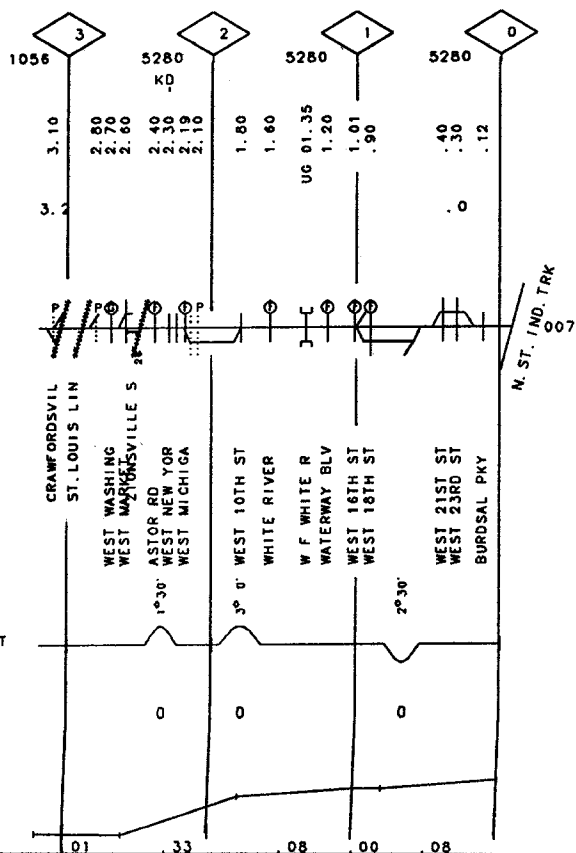 3 2 1 0
1056 5280 5280 5280
KD
3.10
2.80
2.70
2.60
2.40
2.30
2.19
2.10
1.80
1.60
UG 01.35
1.20
1.01
.90
.40
.30
.12
3.2
.0
P P P
007
N. ST. IND. TRK
26
CRAWFORDSVIL
ST. LOUIS LIN
WEST WASHING
WEST MARKET
ZIONSVILLE S
ASTOR RD
WEST NEW YOR
WEST MICHIGA
WEST 10TH ST
WHITE RIVER
W F WHITE R
WATERWAY BLV
WEST 16TH ST
WEST 18TH ST
WEST 21ST ST
WEST 23RD ST
BURDSAL PKY
1°30'
3° 0'
2°30'
T
0 0 0
.01 .33 .08 .00 .08